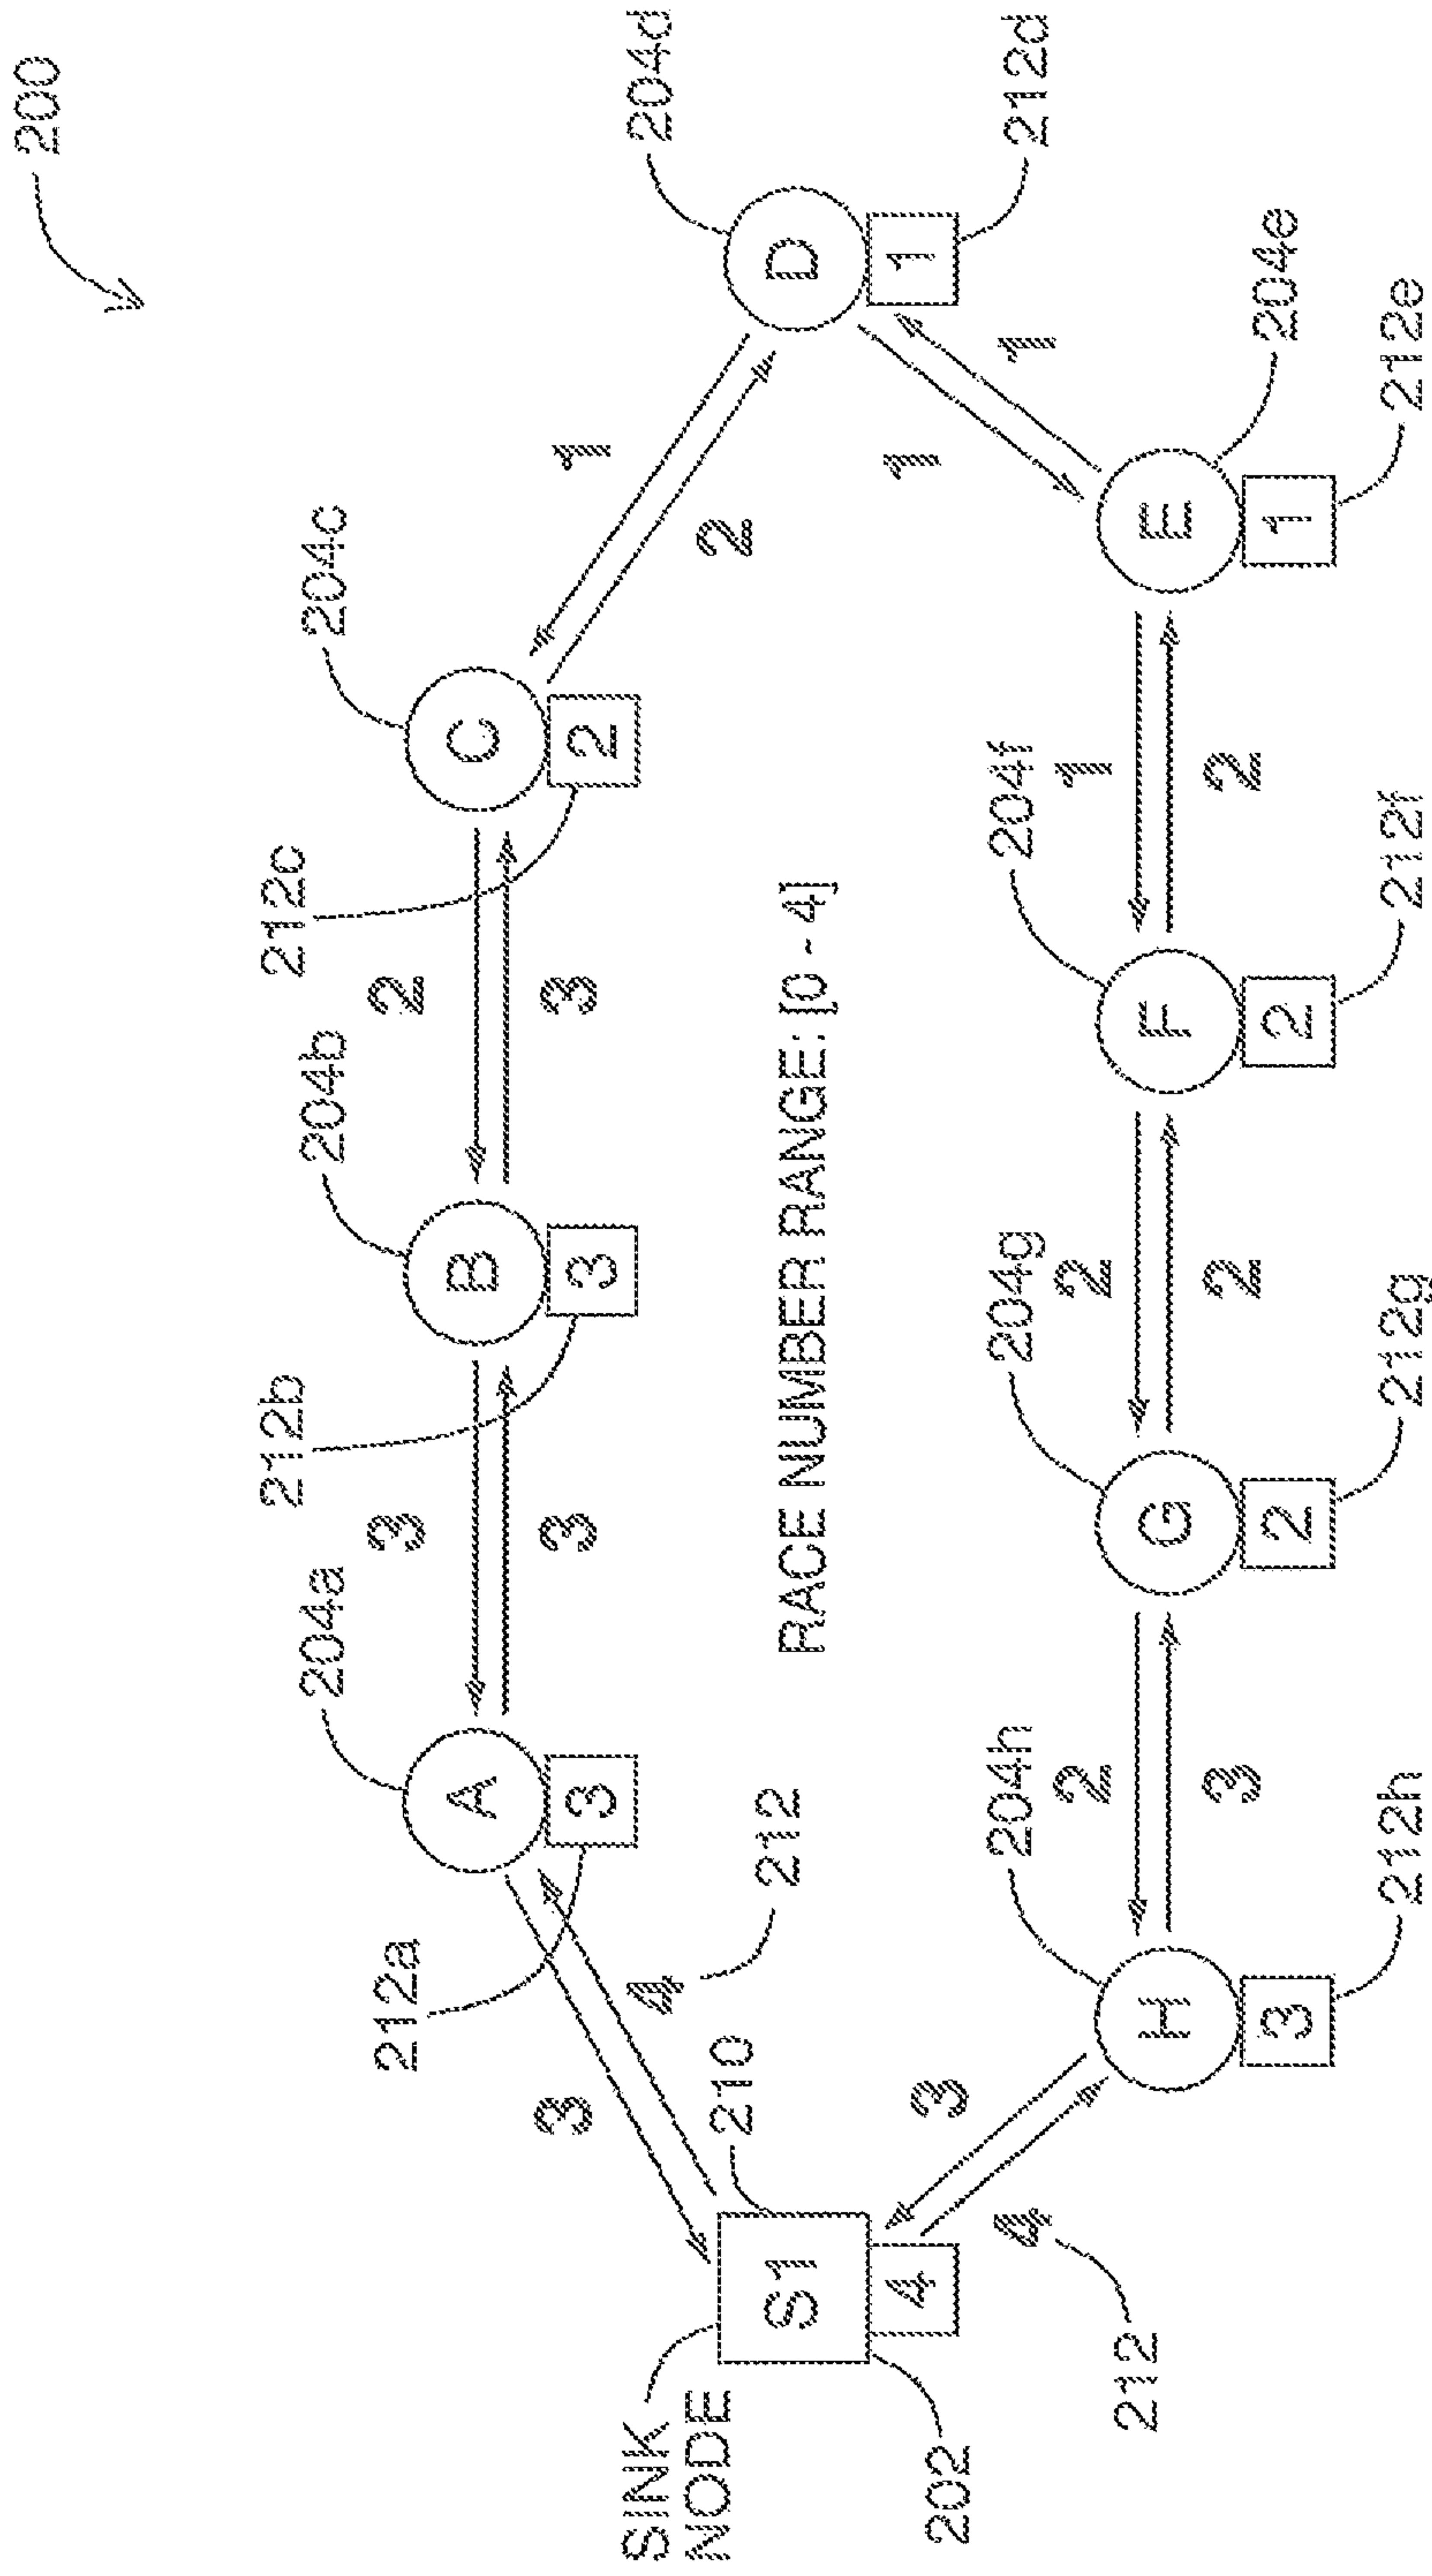 200
204a
204b
204c
204d
212a
212b
212c
212d
A
3
B
3
C
2
D
1
3
3
2
3
1
2
3
4
212
210
SINK
NODE
S1
4
202
RACE NUMBER RANGE: [0 - 4]
1
1
3
4
212
204h
204g
204f
204e
2
3
2
2
1
2
H
3
G
2
F
2
E
1
212h
212g
212f
212e